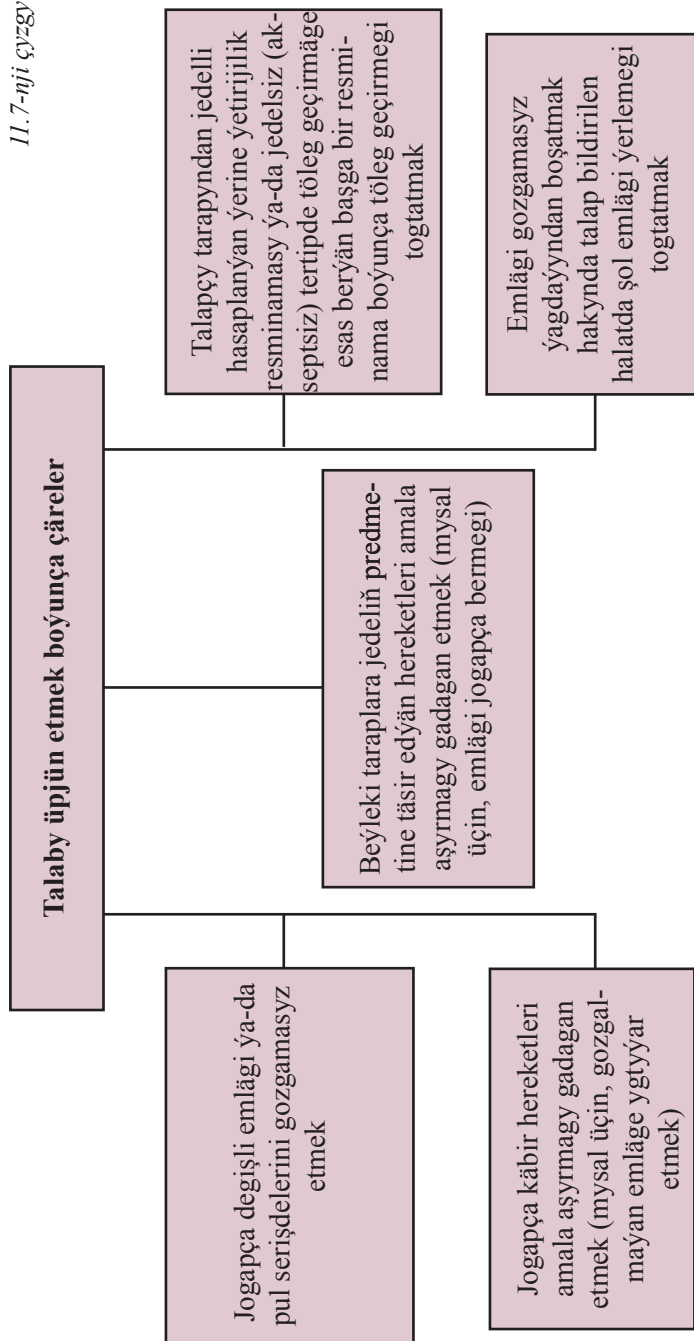 11.7-nji çyzgy
Talaby üpjün etmek boýunça çäreler
Jogapça degişli emlägi ýa-da
pul serişdelerini gozgamasyz
etmek
Jogapça käbir hereketleri
amala aşyrmagy gadagan
etmek (mysal üçin, gozgal-
maýan emläge ygtyýar
etmek)
Beýleki taraplara jedeliň predme-
tine täsir edýän hereketleri amala
aşyrmagy gadagan etmek (mysal
üçin, emlägi jogapça bermegi)
Talapçy tarapyndan jedelli
hasaplanýan ýerine ýetirijilik
resminamasy ýa-da jedelsiz (ak-
septsiz) tertipde töleg geçirmäge
esas berýän başga bir resmi-
nama boýunça töleg geçirmegi
togtatmak
Emlägi gozgamasyz
ýagdaýyndan boşatmak
hakynda talap bildirilen
halatda şol emlägi ýerlemegi
togtatmak